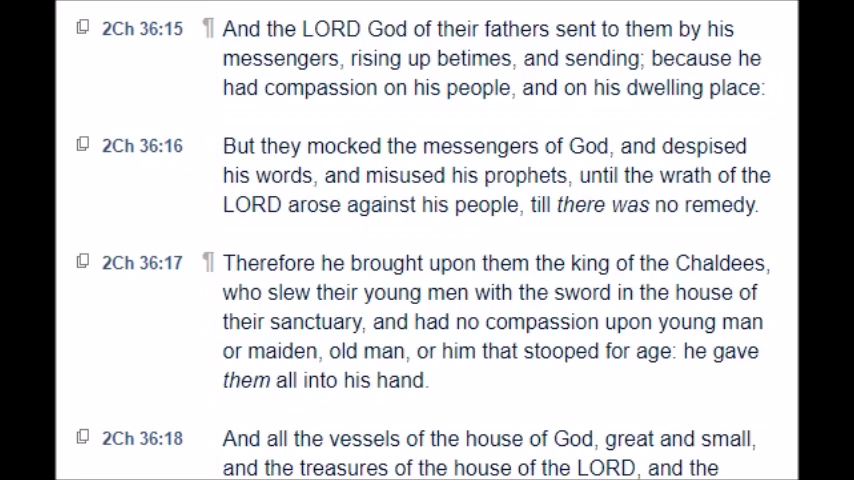 2Ch 36:15 ¶ And the LORD God of their fathers sent to them by his
messengers, rising up betimes, and sending; because he
had compassion on his people, and on his dwelling place:
2Ch 36:16 But they mocked the messengers of God, and despised
his words, and misused his prophets, until the wrath of the
LORD arose against his people, till there was no remedy.
2Ch 36:17 ¶ Therefore he brought upon them the king of the Chaldees,
who slew their young men with the sword in the house of
their sanctuary, and had no compassion upon young man
or maiden, old man, or him that stooped for age: he gave
them all into his hand.
2Ch 36:18 And all the vessels of the house of God, great and small,
and the treasures of the house of the LORD, and the